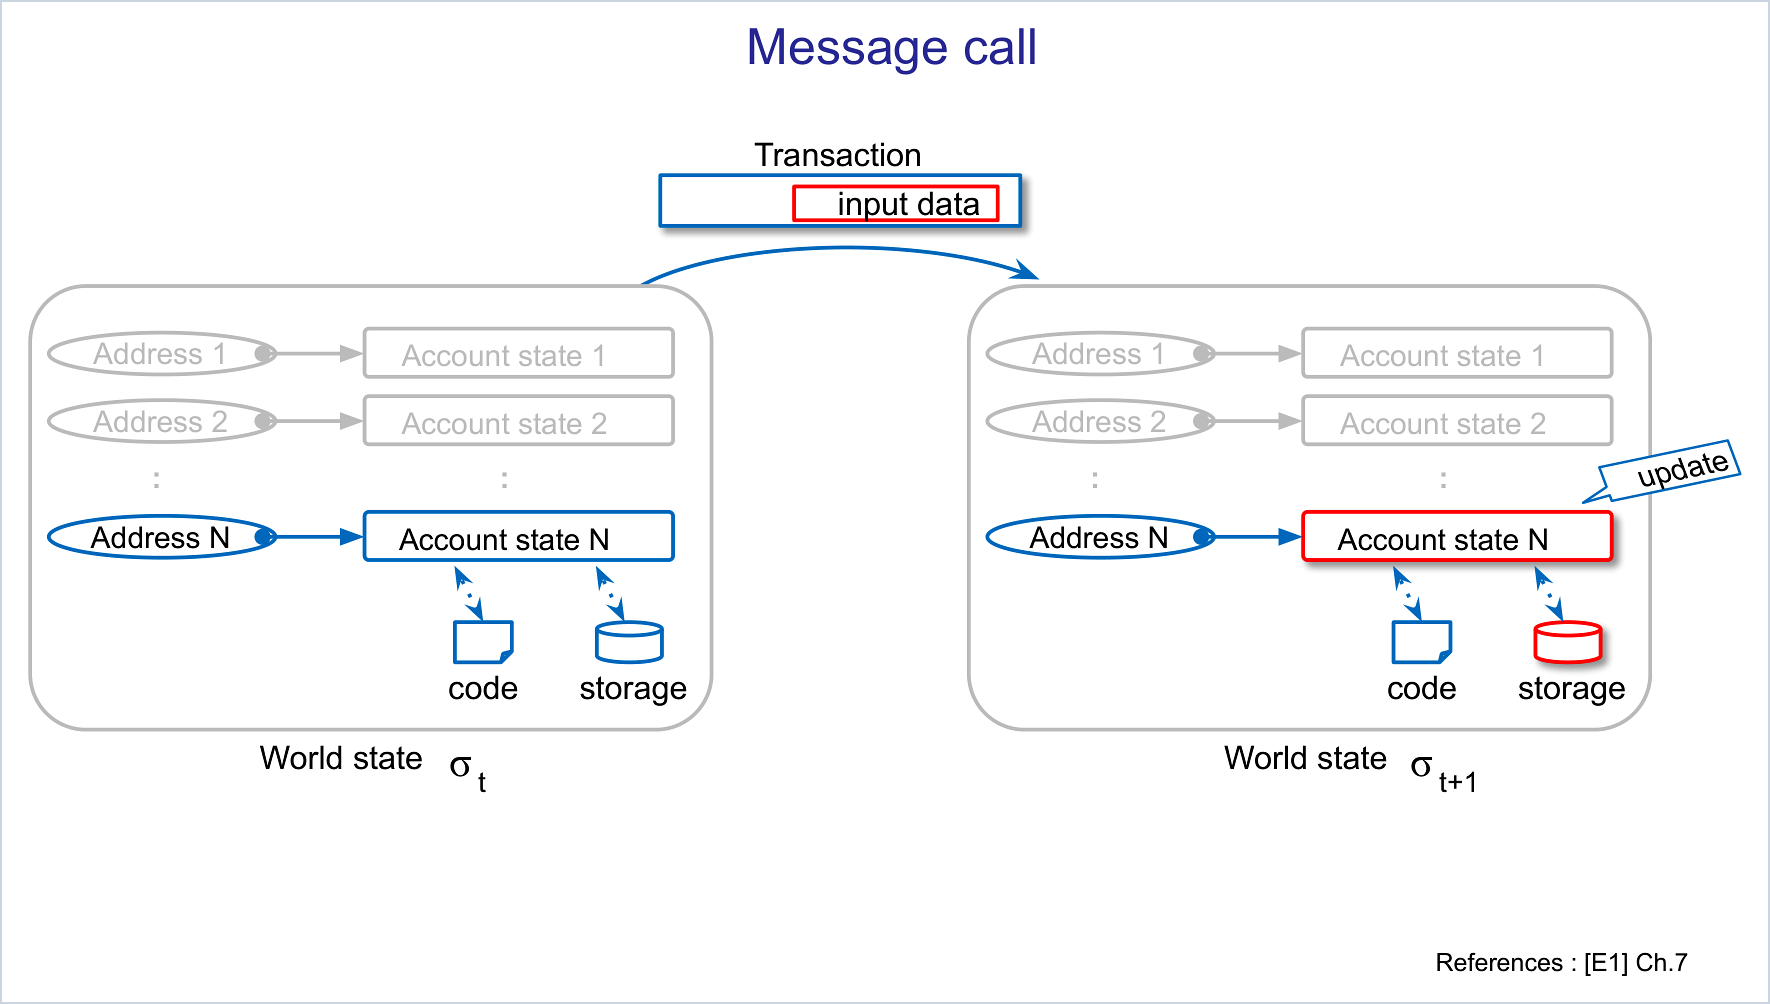 Message call
Transaction
input data
Address 1
Account state 1
Address 2
Account state 2
:
:
Address N
Account state N
code
storage
World state σ t
Address 1
Account state 1
Address 2
Account state 2
:
:
update
Address N
Account state N
code
storage
World state σ t+1
References : [E1] Ch.7